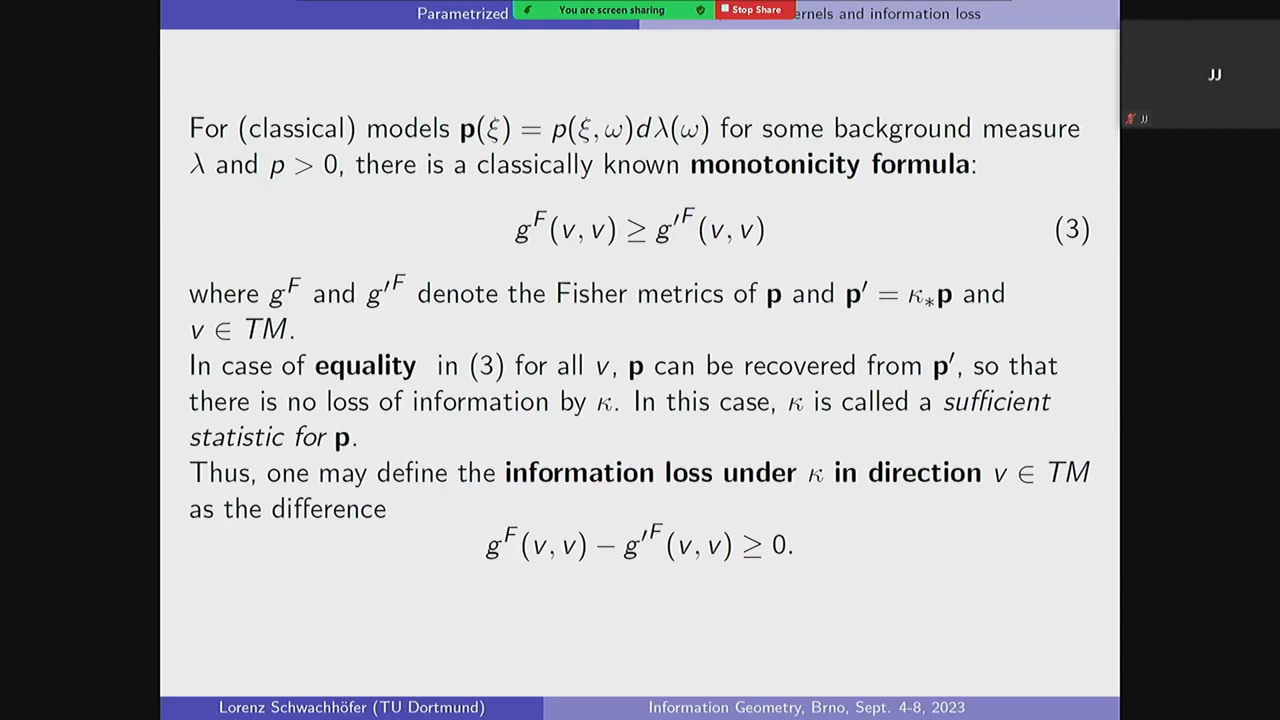 Parametrized
You are screen sharing
Stop Share
ernels and information loss
JJ
JJ
For (classical) models p(ξ) = p(ξ, ω)dλ(ω) for some background measure
λ and p > 0, there is a classically known monotonicity formula:
g^F(v, v) ≥ g′^F(v, v) (3)
where g^F and g′^F denote the Fisher metrics of p and p′ = κ_*p and
v ∈ TM.
In case of equality in (3) for all v, p can be recovered from p′, so that
there is no loss of information by κ. In this case, κ is called a sufficient
statistic for p.
Thus, one may define the information loss under κ in direction v ∈ TM
as the difference
g^F(v, v) − g′^F(v, v) ≥ 0.
Lorenz Schwachhöfer (TU Dortmund)
Information Geometry, Brno, Sept. 4-8, 2023